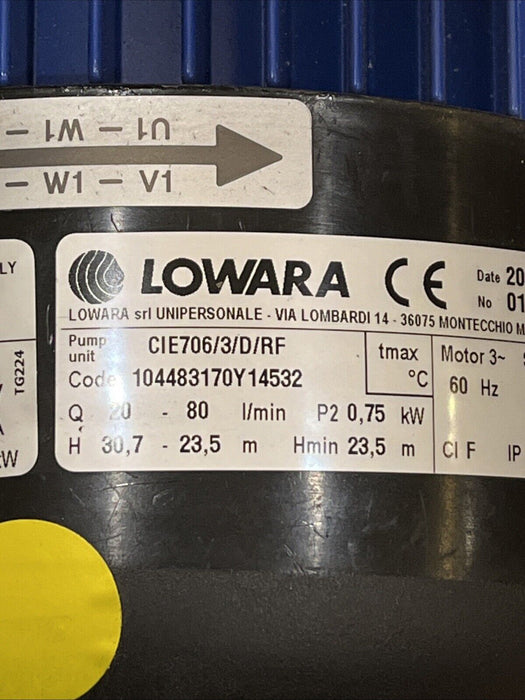 — W1 — U1
— W1 — V1
LY
TG224
W
LOWARA CE
Date 20
No 01
LOWARA srl UNIPERSONALE - VIA LOMBARDI 14 - 36075 MONTECCHIO M
Pump unit CIE706/3/D/RF
Code 104483170Y14532
tmax °C
Motor 3~
60 Hz
Q 20 - 80 l/min P2 0,75 kW
H 30,7 - 23,5 m Hmin 23,5 m
Cl F IP